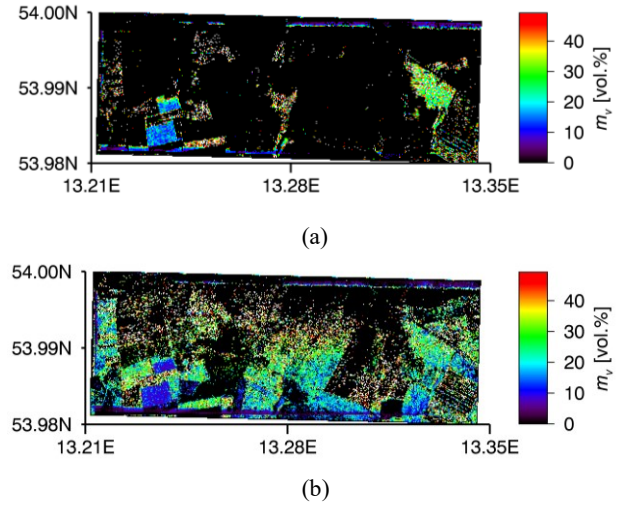 54.00N
53.99N
53.98N
13.21E 13.28E 13.35E
40
30
20
10
0
m_v [vol.%]
(a)
54.00N
53.99N
53.98N
13.21E 13.28E 13.35E
40
30
20
10
0
m_v [vol.%]
(b)